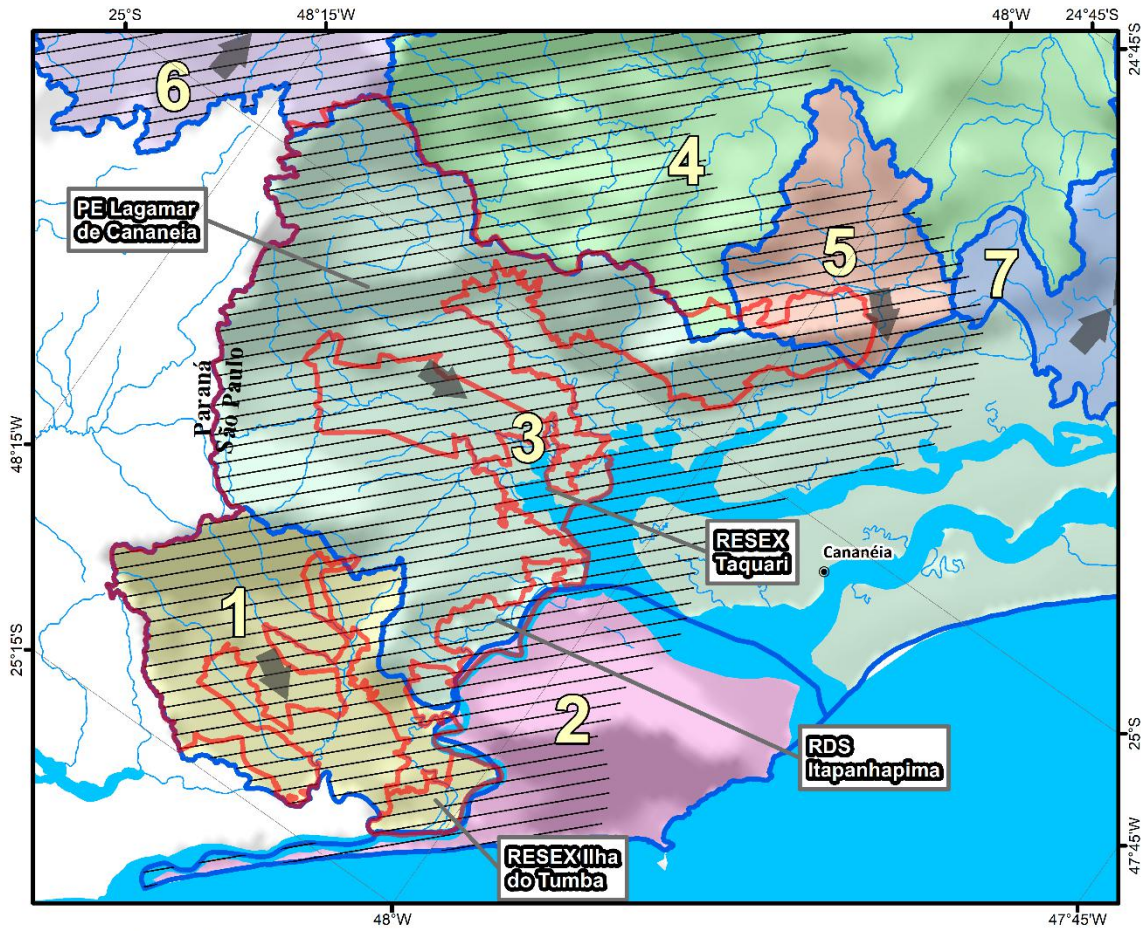 25°S
48°15'W
48°W
24°45'S
24°45'S
6
4
PE Lagamar
de Cananeia
5
7
Paraná
São Paulo
3
48°15'W
RESEX
Taquari
Cananéia
1
25°15'S
2
RDS
Itapanhapima
25°S
RESEX Ilha
do Tumba
47°45'W
48°W
47°45'W